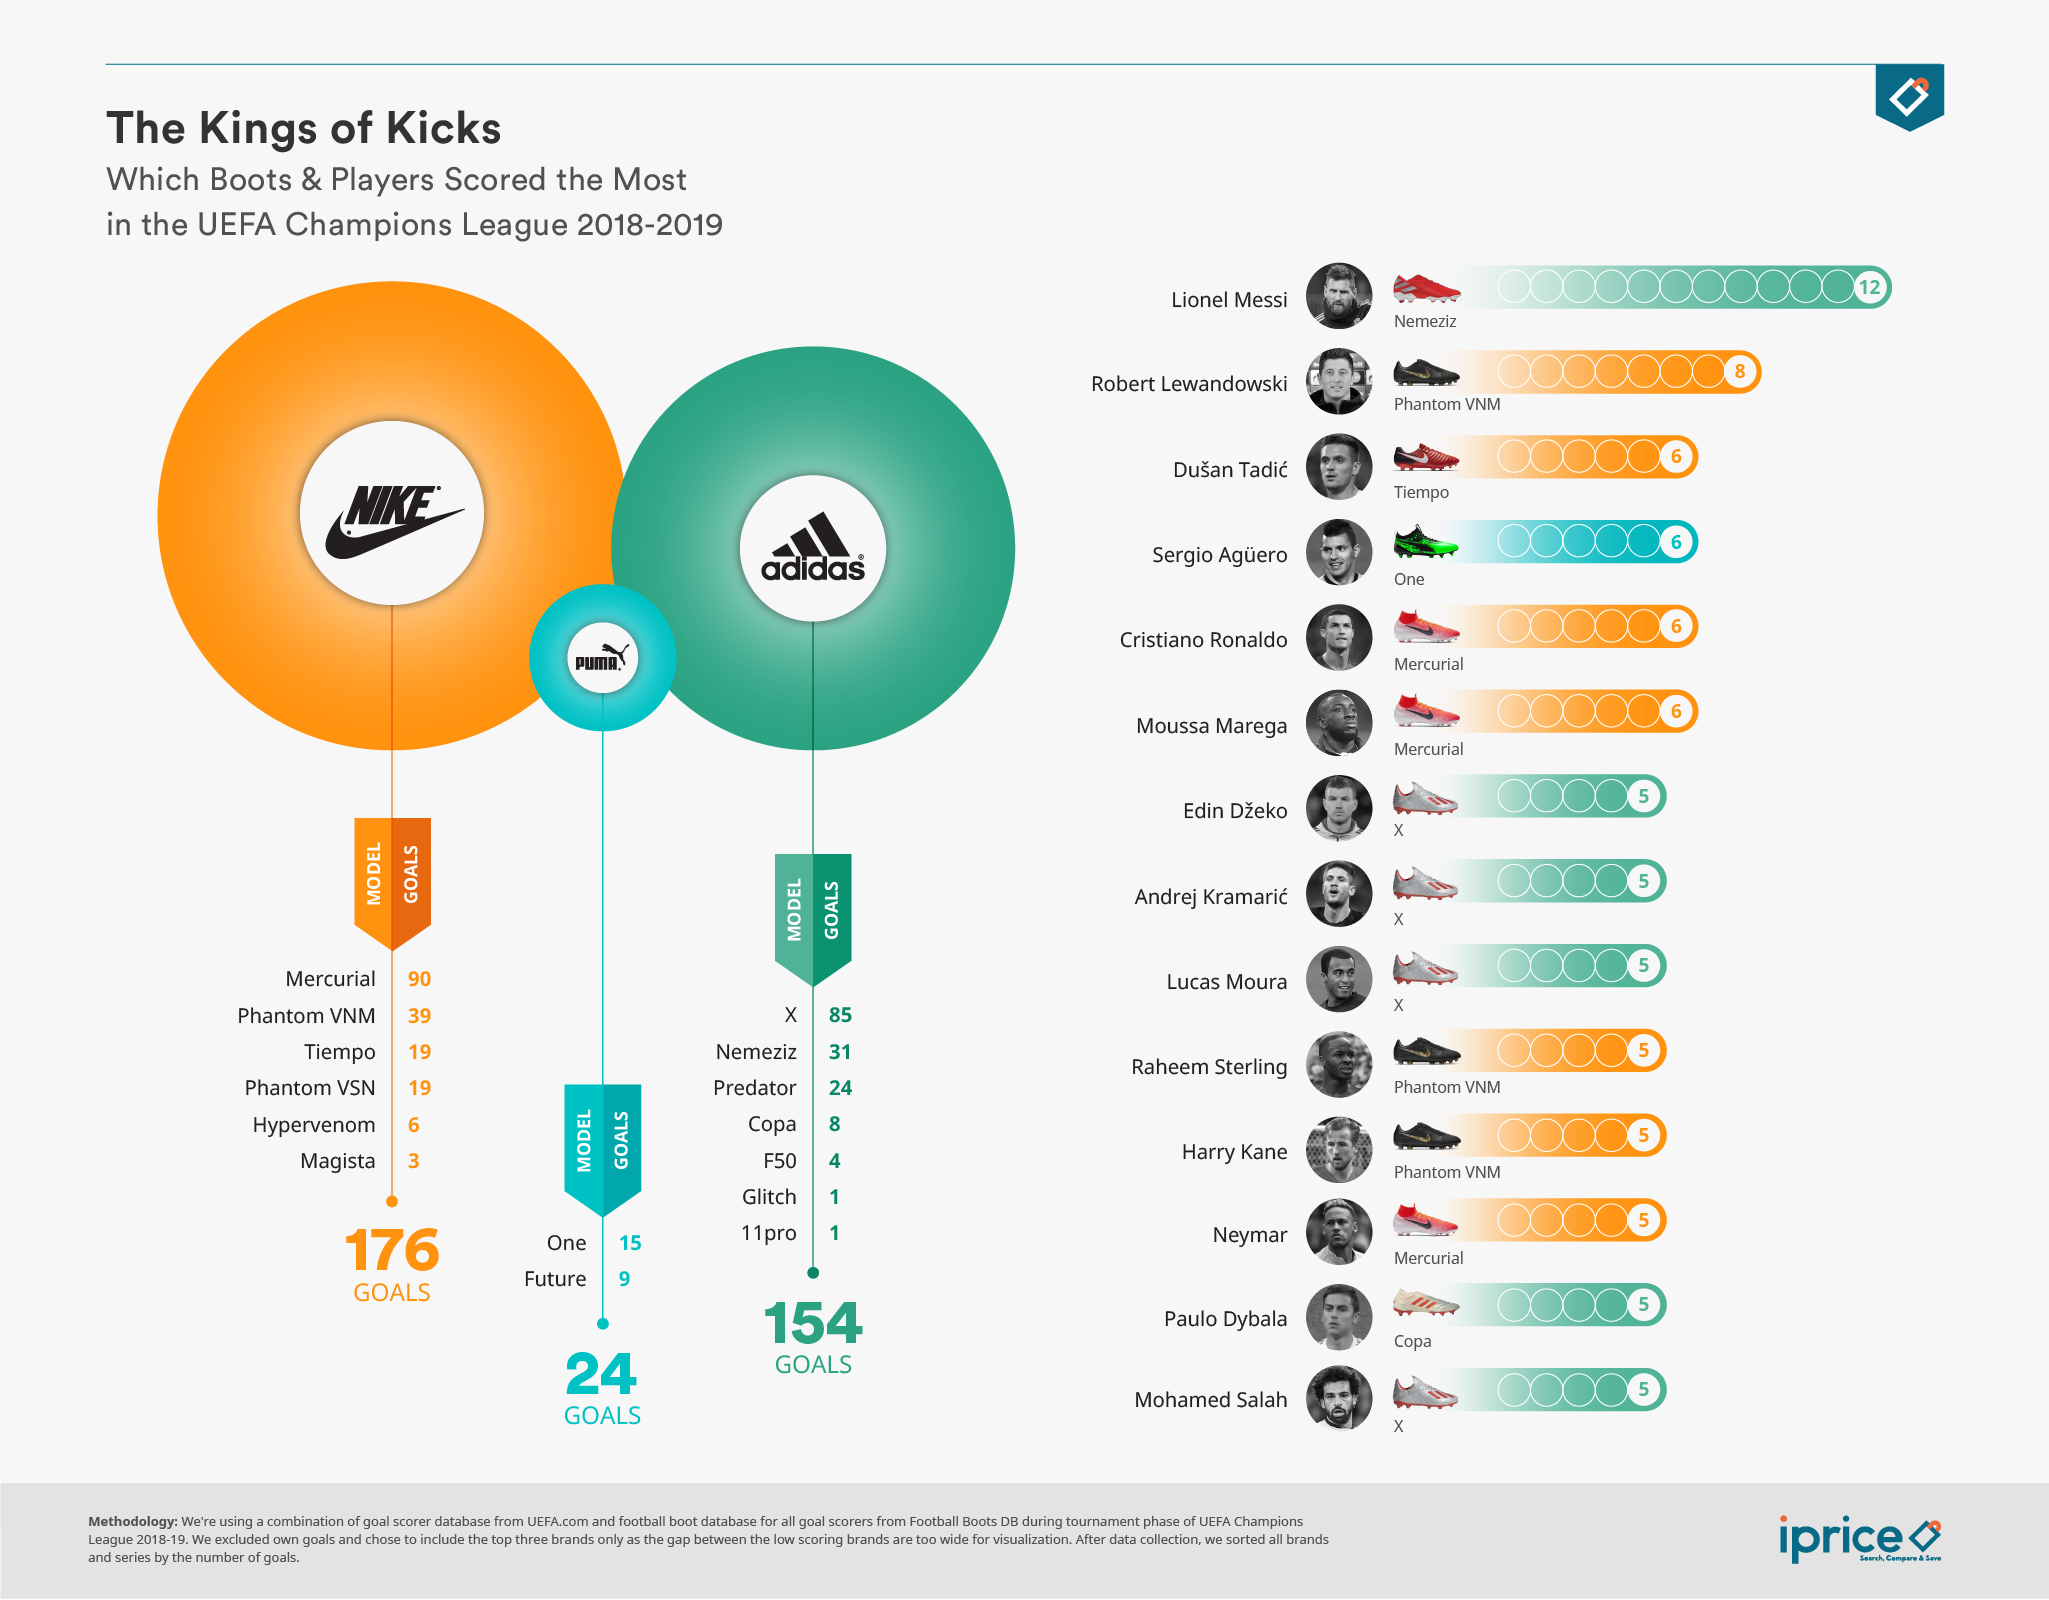 The Kings of Kicks
Which Boots & Players Scored the Most
in the UEFA Champions League 2018-2019
NIKE
adidas
PUMA
MODEL GOALS
Mercurial 90
Phantom VNM 39
Tiempo 19
Phantom VSN 19
Hypervenom 6
Magista 3
176
GOALS
MODEL GOALS
One 15
Future 9
24
GOALS
MODEL GOALS
X 85
Nemeziz 31
Predator 24
Copa 8
F50 4
Glitch 1
11pro 1
154
GOALS
Lionel Messi 12
Nemeziz
Robert Lewandowski 8
Phantom VNM
Dušan Tadić 6
Tiempo
Sergio Agüero 6
One
Cristiano Ronaldo 6
Mercurial
Moussa Marega 6
Mercurial
Edin Džeko 5
X
Andrej Kramarić 5
X
Lucas Moura 5
X
Raheem Sterling 5
Phantom VNM
Harry Kane 5
Phantom VNM
Neymar 5
Mercurial
Paulo Dybala 5
Copa
Mohamed Salah 5
X
Methodology: We're using a combination of goal scorer database from UEFA.com and football boot database for all goal scorers from Football Boots DB during tournament phase of UEFA Champions
League 2018-19. We excluded own goals and chose to include the top three brands only as the gap between the low scoring brands are too wide for visualization. After data collection, we sorted all brands
and series by the number of goals.
iprice
Search, Compare & Save